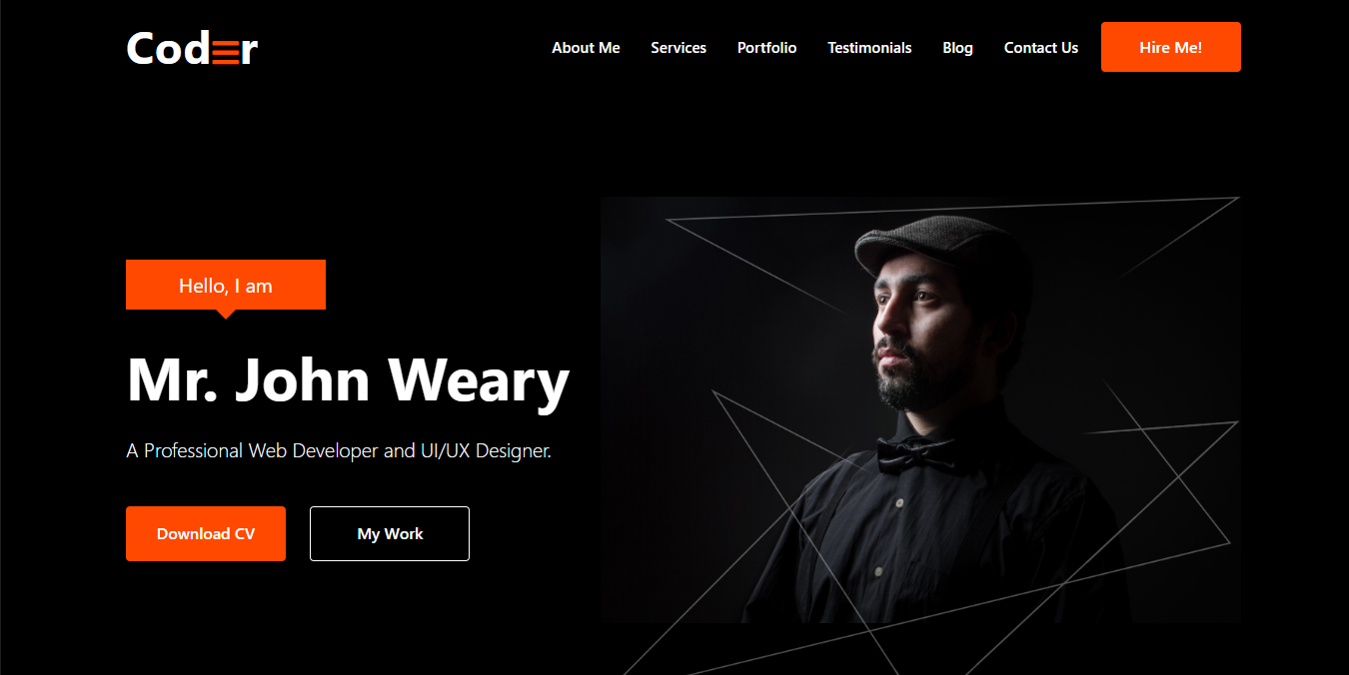 Coder
About Me Services Portfolio Testimonials Blog Contact Us Hire Me!
Hello, I am
Mr. John Weary
A Professional Web Developer and UI/UX Designer.
Download CV My Work